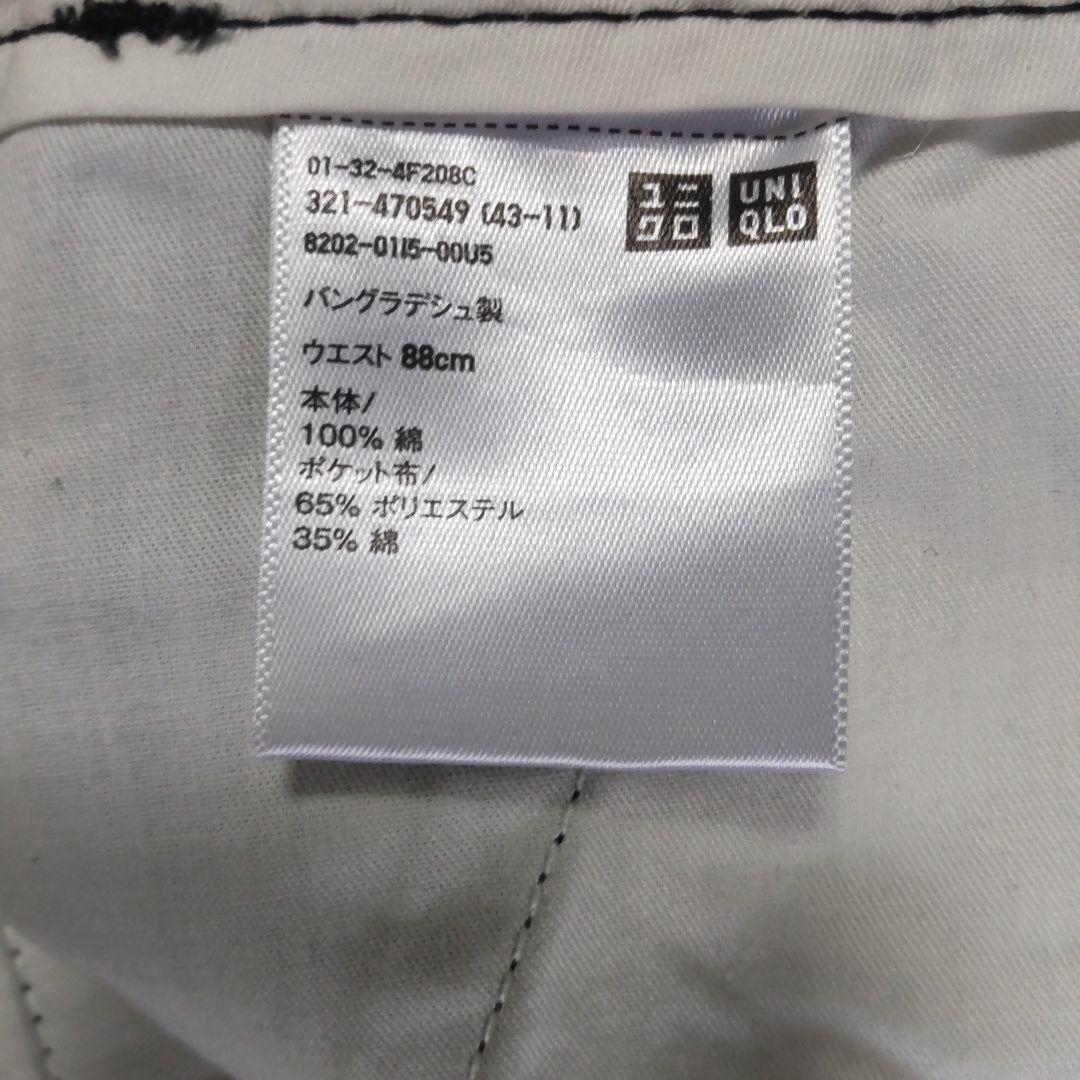 01-32-4F208C
321-470549 (43-11)
8202-0115-00U5
ユニクロ
UNIQLO
バングラデシュ製
ウエスト 88cm
本体/
100% 綿
ポケット布/
65% ポリエステル
35% 綿